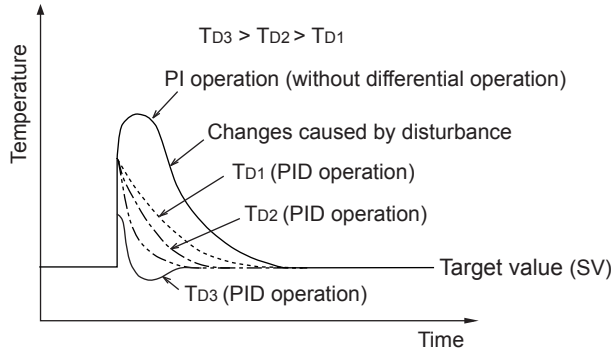 TD3 > TD2 > TD1
PI operation (without differential operation)
Changes caused by disturbance
TD1 (PID operation)
TD2 (PID operation)
Target value (SV)
TD3 (PID operation)
Temperature
Time